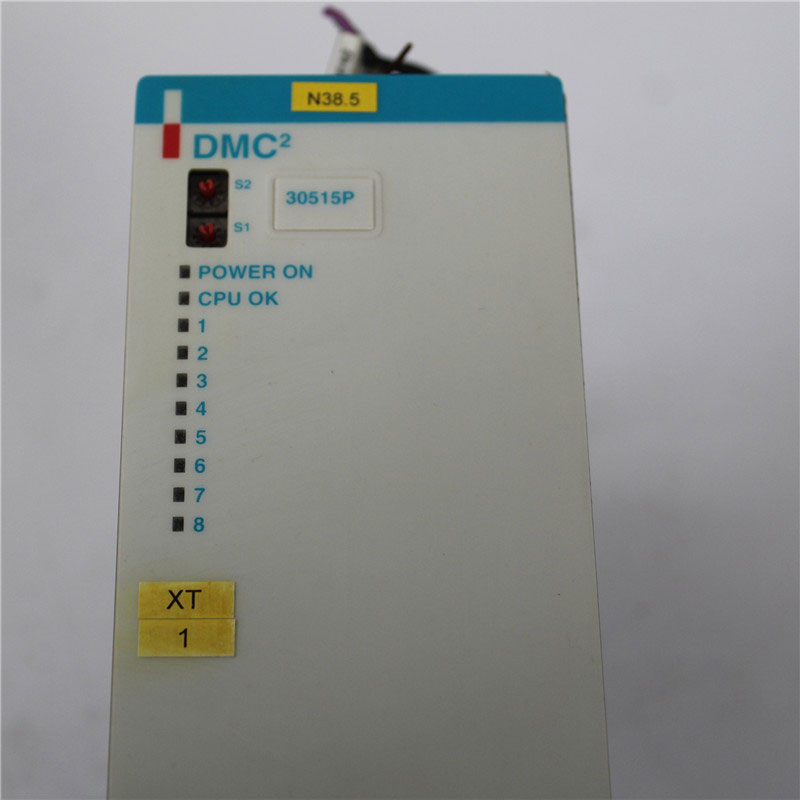 N38.5
DMC²
S2
30515P
S1
POWER ON
CPU OK
1
2
3
4
5
6
7
8
XT
1